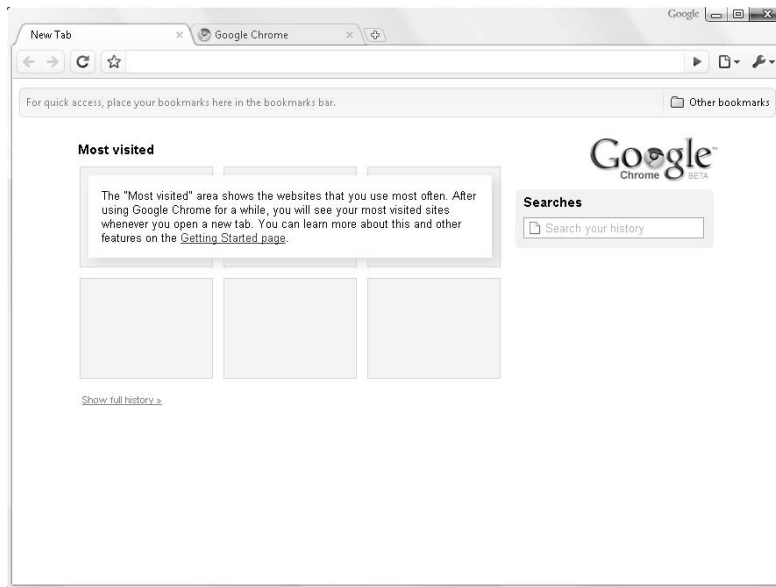 Google
New Tab
Google Chrome
For quick access, place your bookmarks here in the bookmarks bar.
Other bookmarks
Most visited
Google™
Chrome BETA
The "Most visited" area shows the websites that you use most often. After
using Google Chrome for a while, you will see your most visited sites
whenever you open a new tab. You can learn more about this and other
features on the Getting Started page.
Searches
Search your history
Show full history »